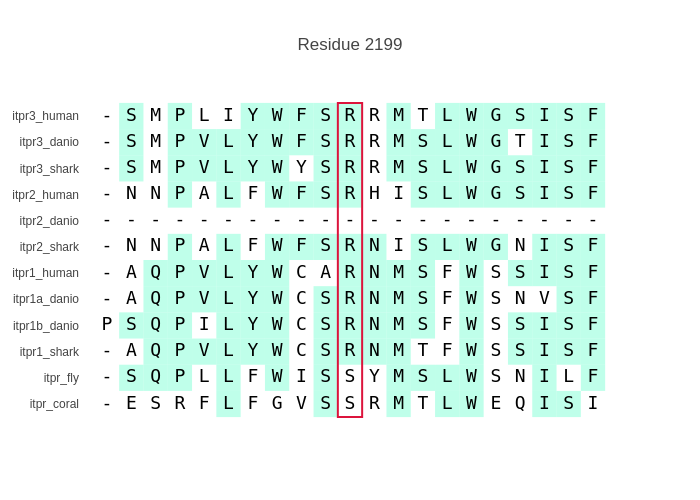 Residue 2199
itpr3_human - S M P L I Y W F S R R M T L W G S I S F
itpr3_danio - S M P V L Y W F S R R M S L W G T I S F
itpr3_shark - S M P V L Y W Y S R R M S L W G S I S F
itpr2_human - N N P A L F W F S R H I S L W G S I S F
itpr2_danio - - - - - - - - - - - - - - - - - - - - -
itpr2_shark - N N P A L F W F S R N I S L W G N I S F
itpr1_human - A Q P V L Y W C A R N M S F W S S I S F
itpr1a_danio - A Q P V L Y W C S R N M S F W S N V S F
itpr1b_danio P S Q P I L Y W C S R N M S F W S S I S F
itpr1_shark - A Q P V L Y W C S R N M T F W S S I S F
itpr_fly - S Q P L L F W I S S Y M S L W S N I L F
itpr_coral - E S R F L F G V S S R M T L W E Q I S I